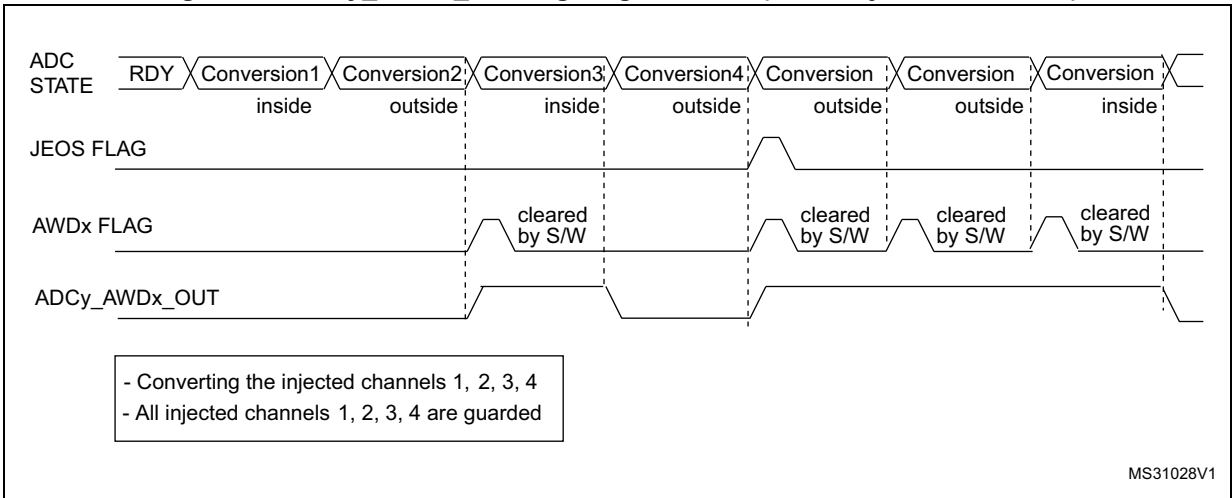 ADC STATE
RDY Conversion1 Conversion2 Conversion3 Conversion4 Conversion Conversion Conversion
inside outside inside outside outside outside inside
JEOS FLAG
AWDx FLAG
cleared by S/W cleared by S/W cleared by S/W cleared by S/W
ADCy_AWDx_OUT
- Converting the injected channels 1, 2, 3, 4
- All injected channels 1, 2, 3, 4 are guarded
MS31028V1